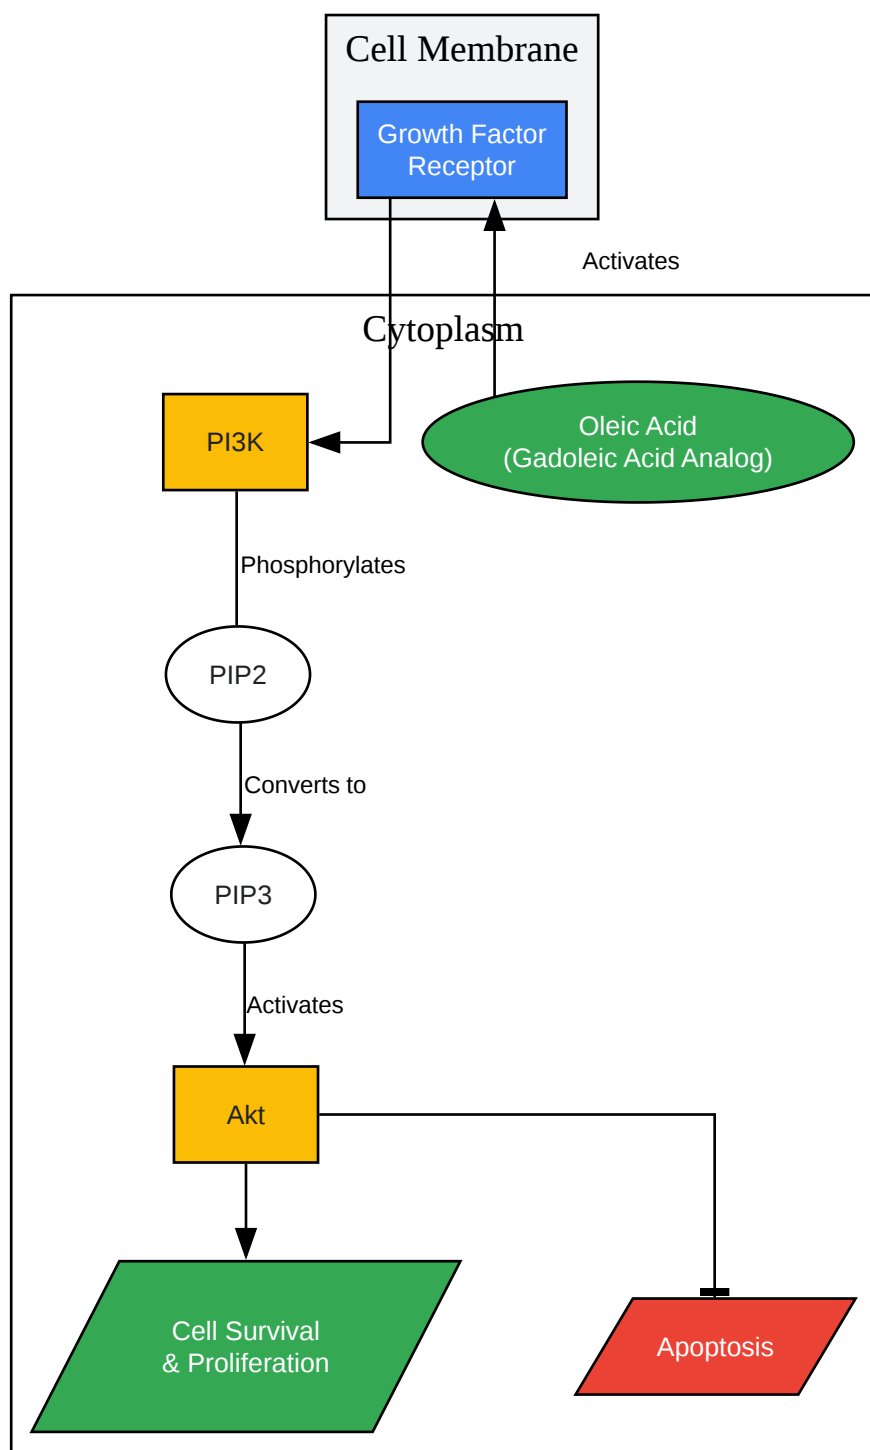 Cell Membrane
Growth Factor
Receptor
Activates
Cytoplasm
PI3K
Oleic Acid
(Gadoleic Acid Analog)
Phosphorylates
PIP2
Converts to
PIP3
Activates
Akt
Cell Survival
& Proliferation
Apoptosis